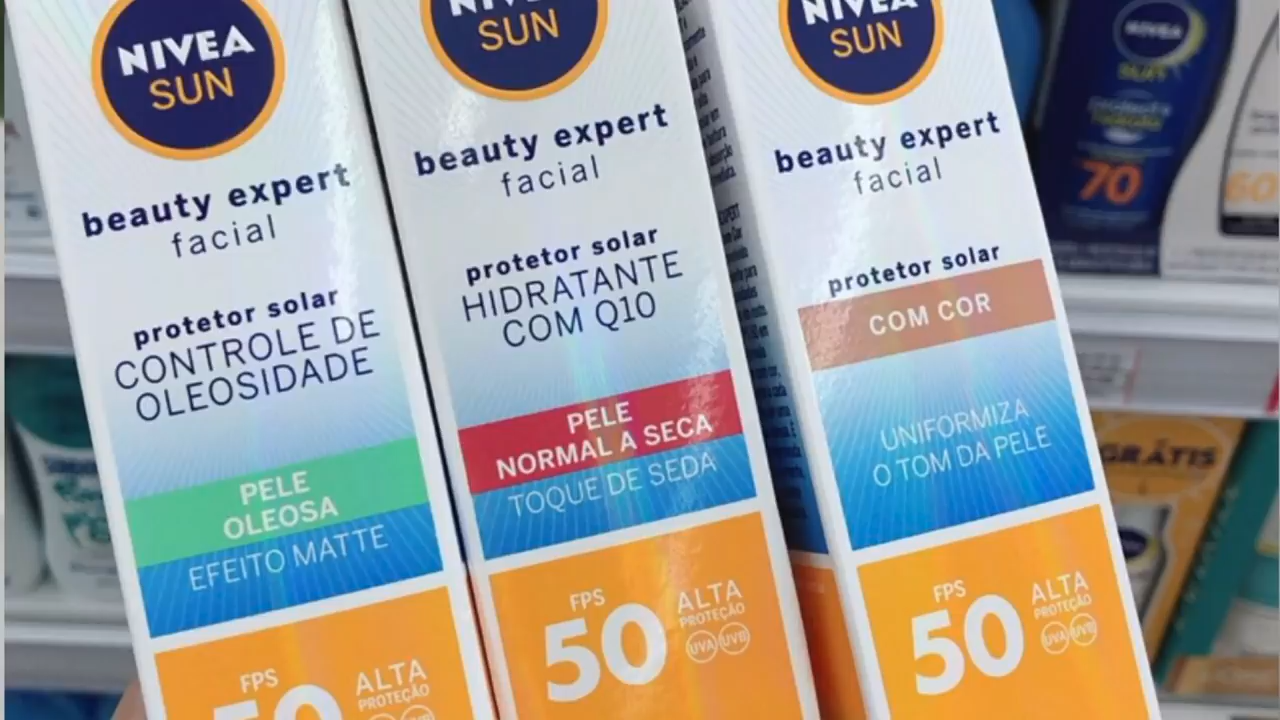 NIVEA
SUN
beauty expert
facial
protetor solar
CONTROLE DE
OLEOSIDADE
PELE
OLEOSA
EFEITO MATTE
FPS
50
ALTA
PROTEÇÃO
NIVEA
SUN
beauty expert
facial
protetor solar
HIDRATANTE
COM Q10
PELE
NORMAL A SECA
TOQUE DE SEDA
FPS
50
ALTA
PROTEÇÃO
UVA UVB
NIVEA
SUN
beauty expert
facial
protetor solar
COM COR
UNIFORMIZA
O TOM DA PELE
FPS
50
ALTA
PROTEÇÃO
UVA UVB
NIVEA
SUN
70
60
GRÁTIS